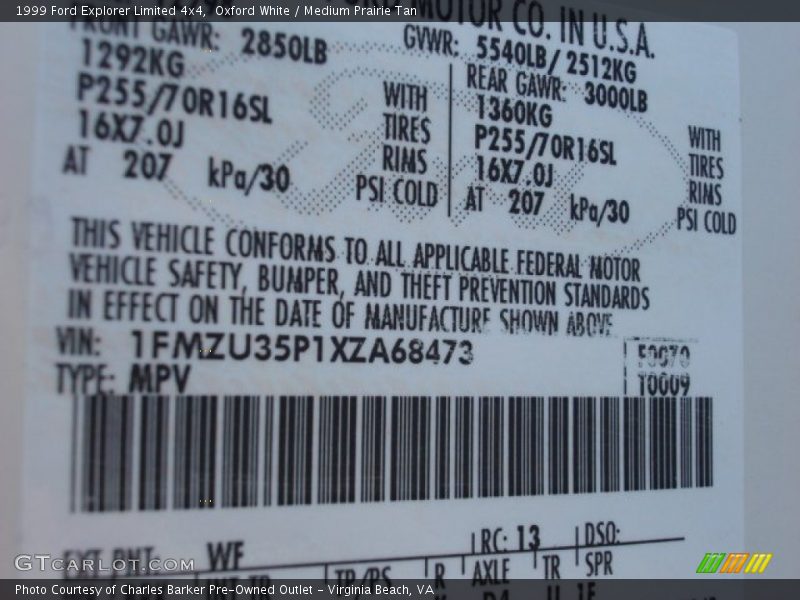 1999 Ford Explorer Limited 4x4, Oxford White / Medium Prairie Tan
MOTOR CO. IN U.S.A.
FRONT GAWR: 2850LB GVWR: 5540LB/ 2512KG
1292KG WITH REAR GAWR: 3000LB
P255/70R16SL TIRES 1360KG WITH
16X7.0J RIMS P255/70R16SL TIRES
AT 207 kPa/30 PSI COLD 16X7.0J RIMS
AT 207 kPa/30 PSI COLD
THIS VEHICLE CONFORMS TO ALL APPLICABLE FEDERAL MOTOR
VEHICLE SAFETY, BUMPER, AND THEFT PREVENTION STANDARDS
IN EFFECT ON THE DATE OF MANUFACTURE SHOWN ABOVE
VIN: 1FMZU35P1XZA68473
TYPE: MPV
T0009
EXT PNT: WF RC: 13 DSO:
TP/PS R AXLE TR SPR
D4
GTCARLOT.COM
Photo Courtesy of Charles Barker Pre-Owned Outlet - Virginia Beach, VA